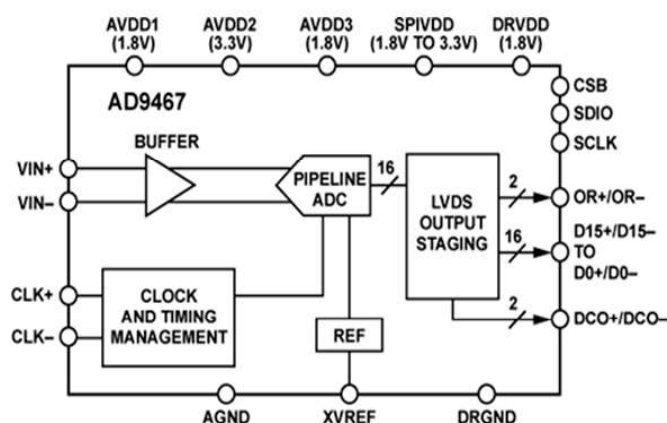 AVDD1 AVDD2 AVDD3 SPIVDD DRVDD
(1.8V) (3.3V) (1.8V) (1.8V TO 3.3V) (1.8V)
AD9467
CSB
SDIO
SCLK
BUFFER
VIN+
VIN–
PIPELINE
ADC
16
LVDS
OUTPUT
STAGING
2
OR+/OR–
16
D15+/D15–
TO
D0+/D0–
2
DCO+/DCO–
CLK+
CLK–
CLOCK
AND TIMING
MANAGEMENT
REF
AGND XVREF DRGND